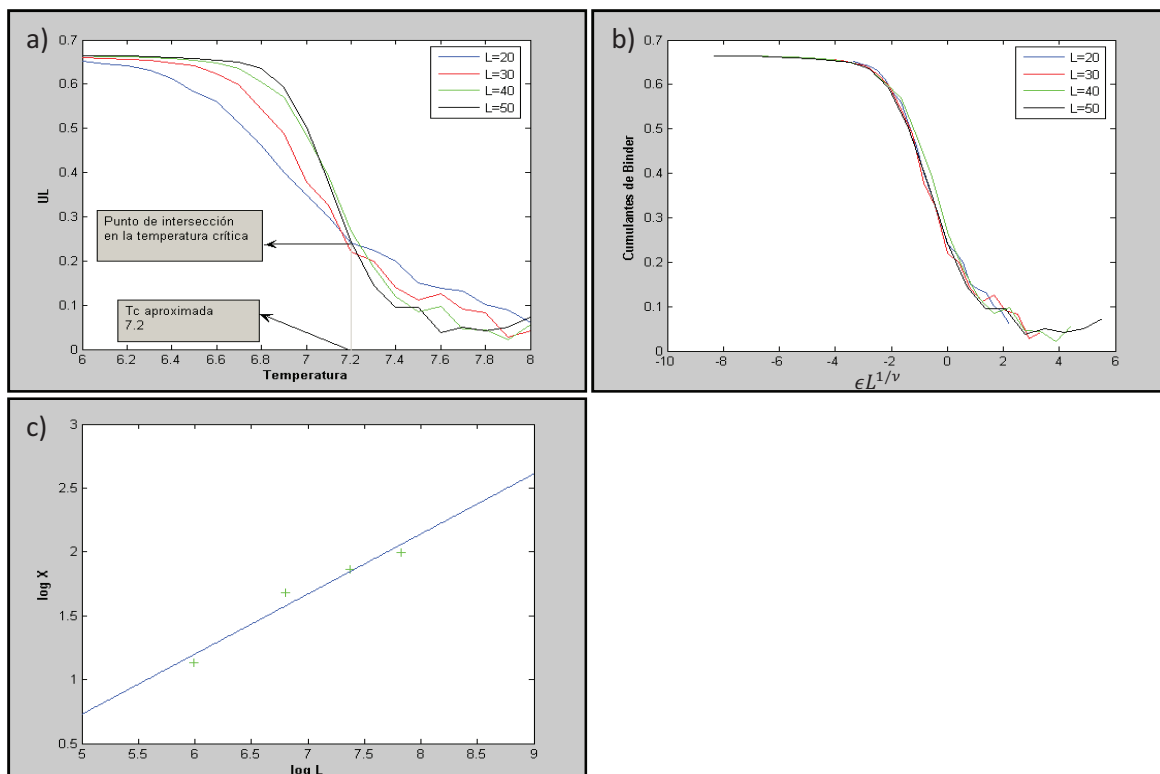 a)
0.7
0.6
0.5
0.4
0.3
0.2
0.1
0
UL
L=20
L=30
L=40
L=50
Punto de intersección
en la temperatura crítica
Tc aproximada
7.2
6 6.2 6.4 6.6 6.8 7.0 7.2 7.4 7.6 7.8 8
Temperatura
b)
0.7
0.6
0.5
0.4
0.3
0.2
0.1
0
Cumulantes de Binder
L=20
L=30
L=40
L=50
-10 -8 -6 -4 -2 0 2 4 6
ϵL^{1/ν}
c)
3
2.5
2
1.5
1
0.5
log X
5 5.5 6 6.5 7 7.5 8 8.5 9
log L